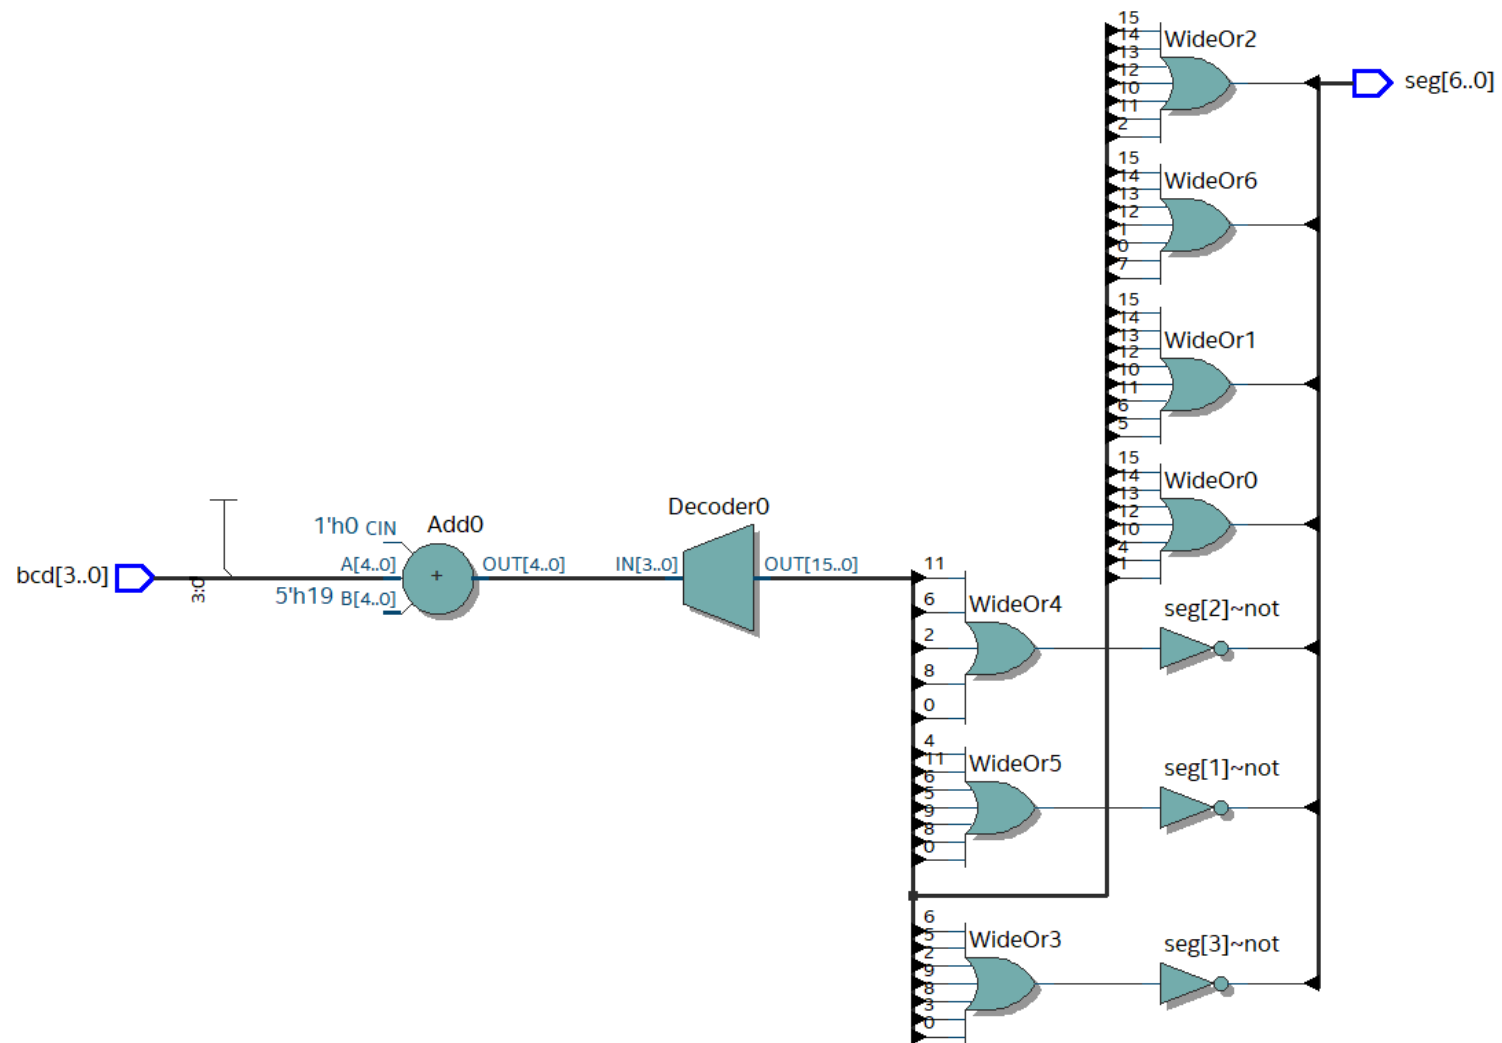 15
14
13
12
10
11
2
WideOr2
seg[6..0]
15
14
13
12
1
0
7
WideOr6
15
14
13
12
10
11
6
5
WideOr1
15
14
13
12
10
4
1
WideOr0
bcd[3..0]
3:0
1'h0 CIN
A[4..0]
5'h19 B[4..0]
Add0
+
OUT[4..0]
Decoder0
IN[3..0]
OUT[15..0]
11
6
2
8
0
WideOr4
seg[2]~not
4
11
6
5
9
8
0
WideOr5
seg[1]~not
6
5
2
9
8
3
0
WideOr3
seg[3]~not